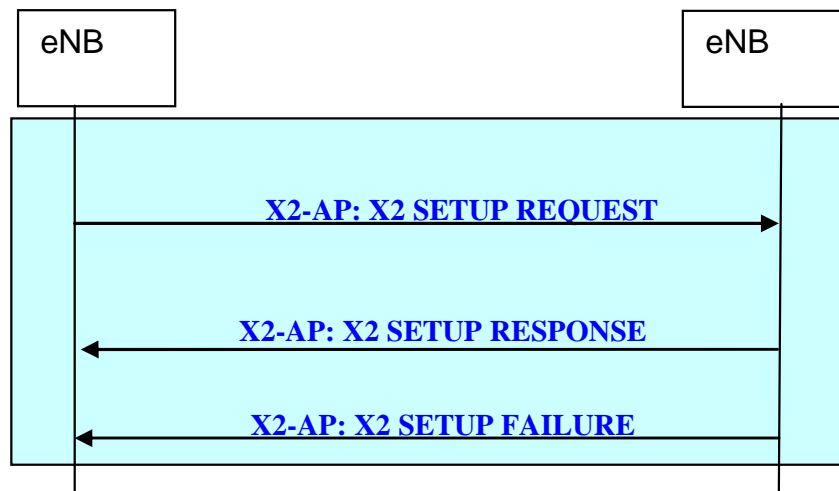 eNB
eNB
X2-AP: X2 SETUP REQUEST
X2-AP: X2 SETUP RESPONSE
X2-AP: X2 SETUP FAILURE